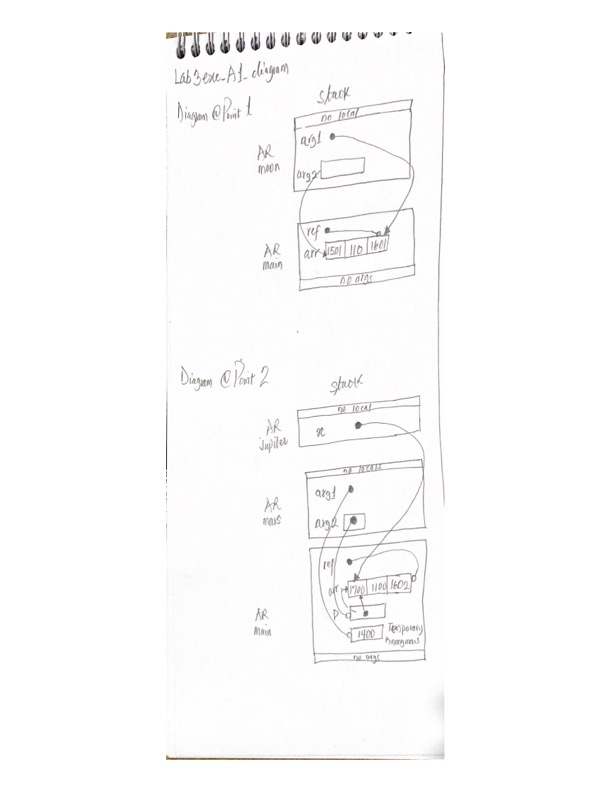 Lab3exe_A1_diagram
Diagram @Point 1
Stack
no local
arg1
AR
moon
arg2
ref
AR
main
arr 1501 110 1601
no args
Diagram @Point 2
stack
no local
AR
jupiter
x
no locals
arg1
AR
mars
arg2
ref
arr 1700 1100 1602
P
AR
main
1400 Temporary
Anonymous
no args